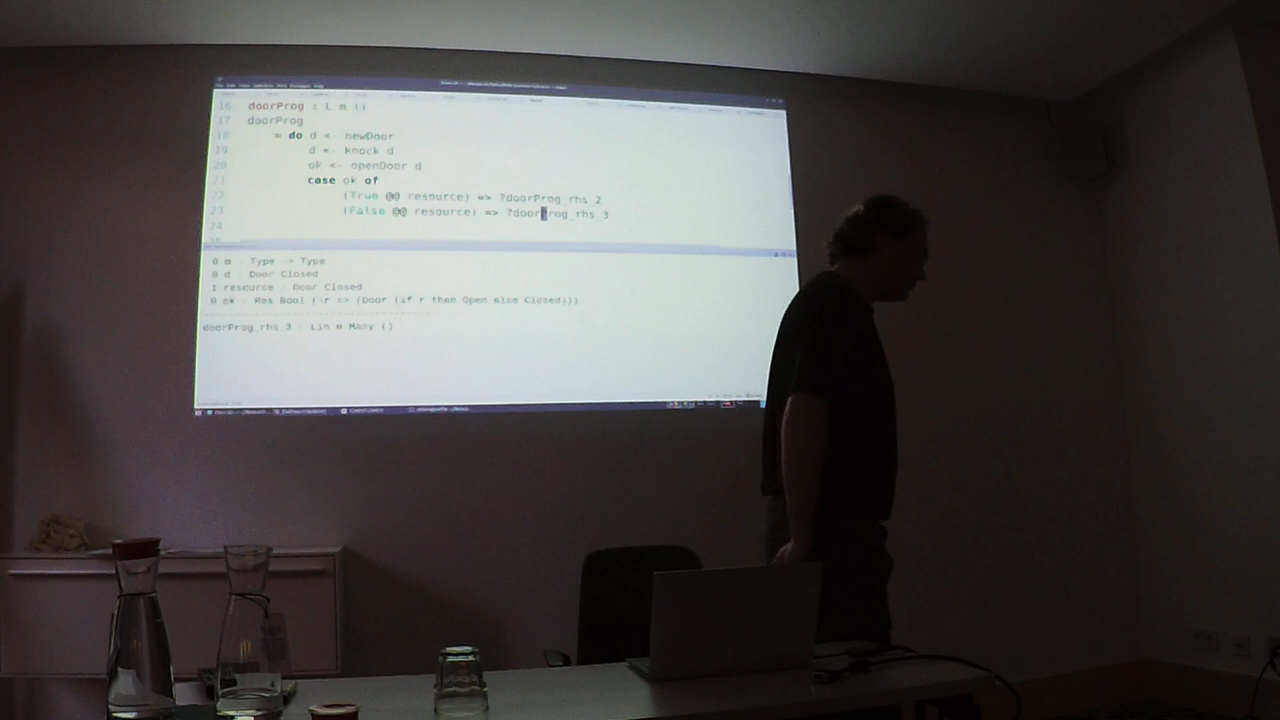 16 doorProg : L m ()
17 doorProg
18 = do d <- newDoor
19 d <- knock d
20 ok <- openDoor d
21 case ok of
22 (True @@ resource) => ?doorProg_rhs_2
23 (False @@ resource) => ?doorProg_rhs_3
24
0 m : Type -> Type
0 d : Door Closed
1 resource : Door Closed
0 ok : Res Bool (\r => (Door (if r then Open else Closed)))
------------------------------
doorProg_rhs_3 : Lin m Many ()